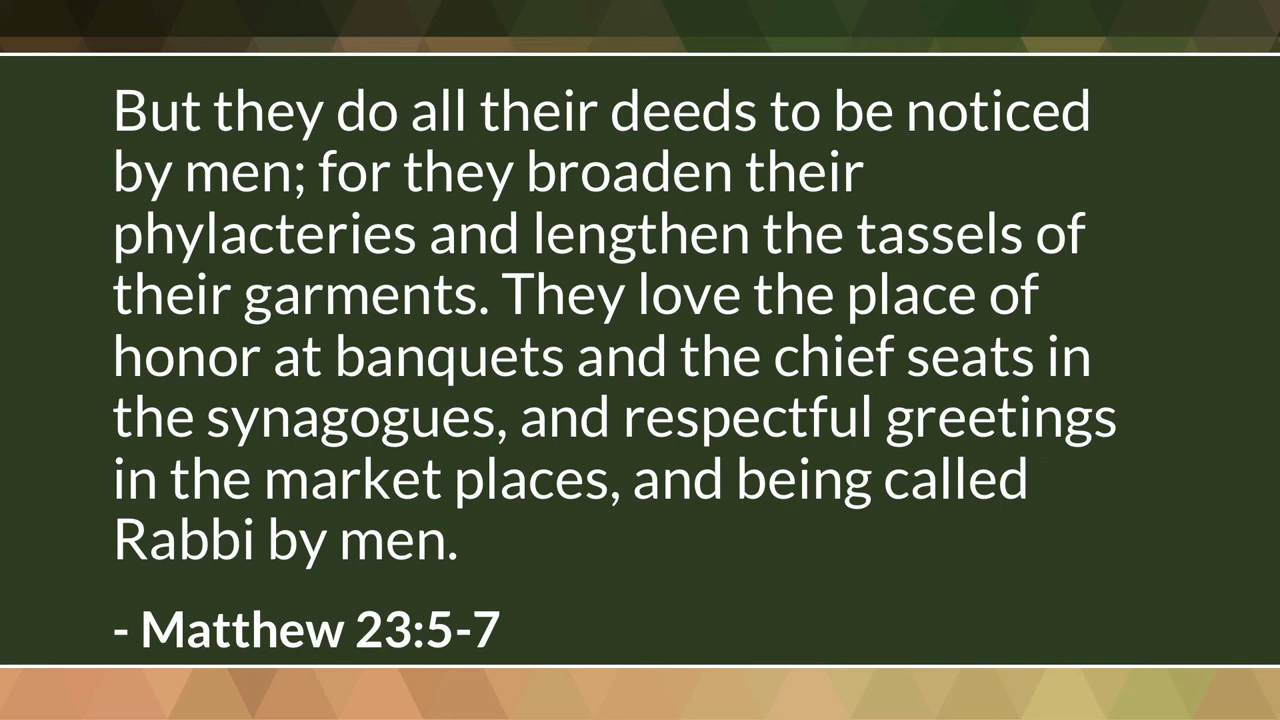 But they do all their deeds to be noticed
by men; for they broaden their
phylacteries and lengthen the tassels of
their garments. They love the place of
honor at banquets and the chief seats in
the synagogues, and respectful greetings
in the market places, and being called
Rabbi by men.
- Matthew 23:5-7